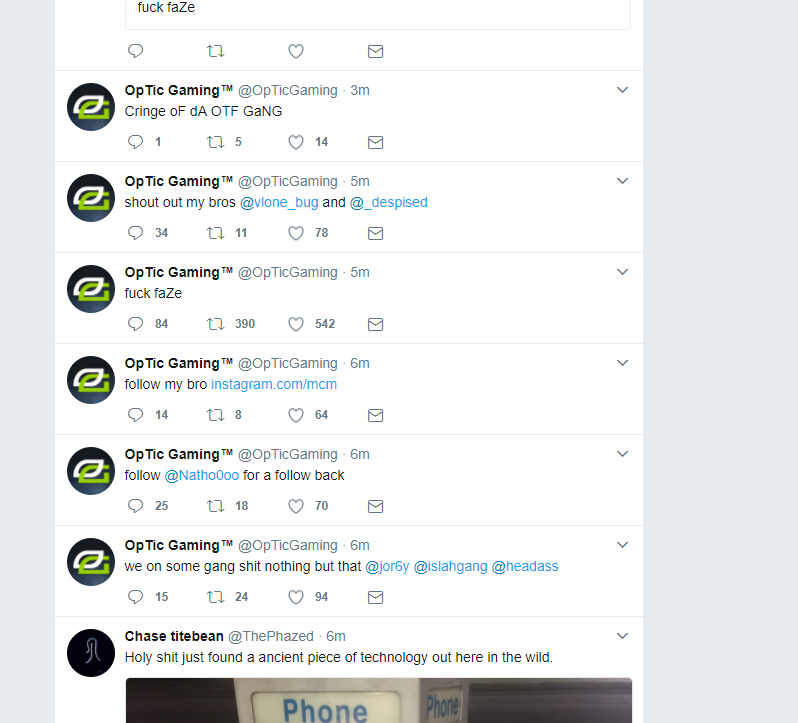 fuck faZe
OpTic Gaming™ @OpTicGaming · 3m
Cringe oF dA OTF GaNG
1 5 14
OpTic Gaming™ @OpTicGaming · 5m
shout out my bros @vlone_bug and @_despised
34 11 78
OpTic Gaming™ @OpTicGaming · 5m
fuck faZe
84 390 542
OpTic Gaming™ @OpTicGaming · 6m
follow my bro instagram.com/mcm
14 8 64
OpTic Gaming™ @OpTicGaming · 6m
follow @Natho0oo for a follow back
25 18 70
OpTic Gaming™ @OpTicGaming · 6m
we on some gang shit nothing but that @jor6y @islahgang @headass
15 24 94
Chase titebean @ThePhazed · 6m
Holy shit just found a ancient piece of technology out here in the wild.
Phone Phone